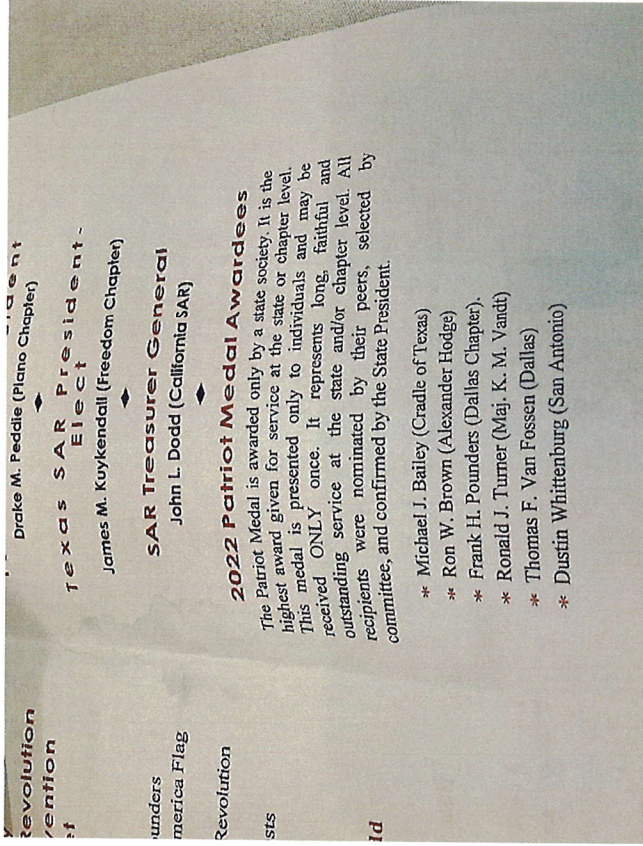 Revolution
unders
merica Flag
Revolution
sts
Drake M. Peddie (Plano Chapter)
Texas SAR President-
Elect
James M. Kuykendall (Freedom Chapter)
SAR Treasurer General
John L. Dodd (California SAR)
2022 Patriot Medal Awardees
The Patriot Medal is awarded only by a state society. It is the
highest award given for service at the state or chapter level.
This medal is presented only to individuals and may be
received ONLY once. It represents long, faithful and
outstanding service at the state and/or chapter level. All
recipients were nominated by their peers, selected by
committee, and confirmed by the State President.
* Michael J. Bailey (Cradle of Texas)
* Ron W. Brown (Alexander Hodge)
* Frank H. Pounders (Dallas Chapter).
* Ronald J. Turner (Maj. K. M. Vandt)
* Thomas F. Van Fossen (Dallas)
* Dustin Whittenburg (San Antonio)